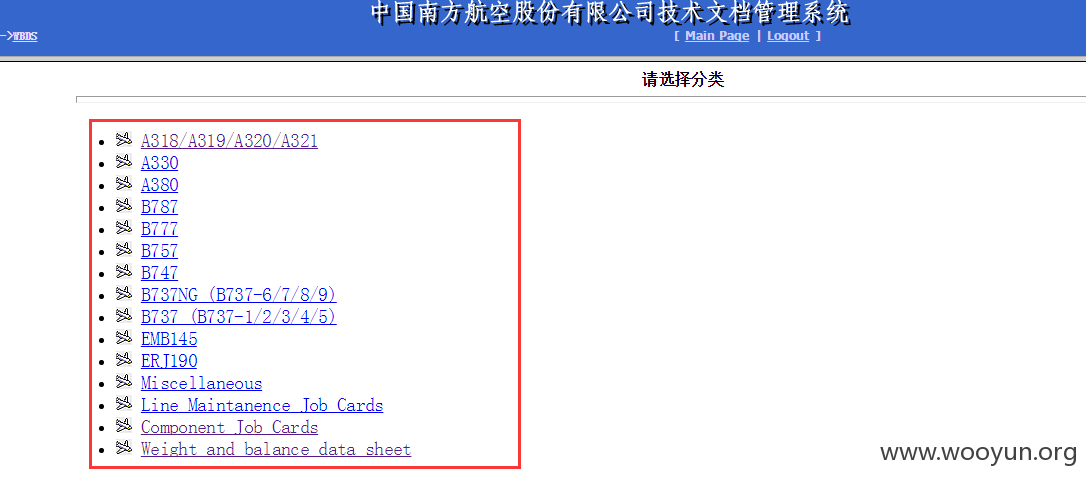 中国南方航空股份有限公司技术文档管理系统
->WBDS
[ Main Page | Logout ]
请选择分类
A318/A319/A320/A321
A330
A380
B787
B777
B757
B747
B737NG (B737-6/7/8/9)
B737 (B737-1/2/3/4/5)
EMB145
ERJ190
Miscellaneous
Line Maintanence Job Cards
Component Job Cards
Weight and balance data sheet
www.wooyun.org